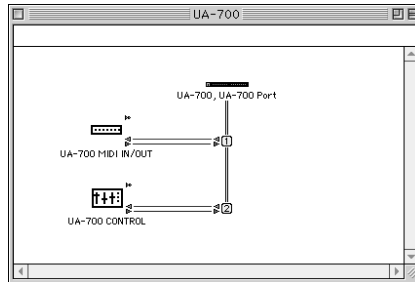 UA-700
UA-700, UA-700 Port
1
UA-700 MIDI IN/OUT
2
UA-700 CONTROL